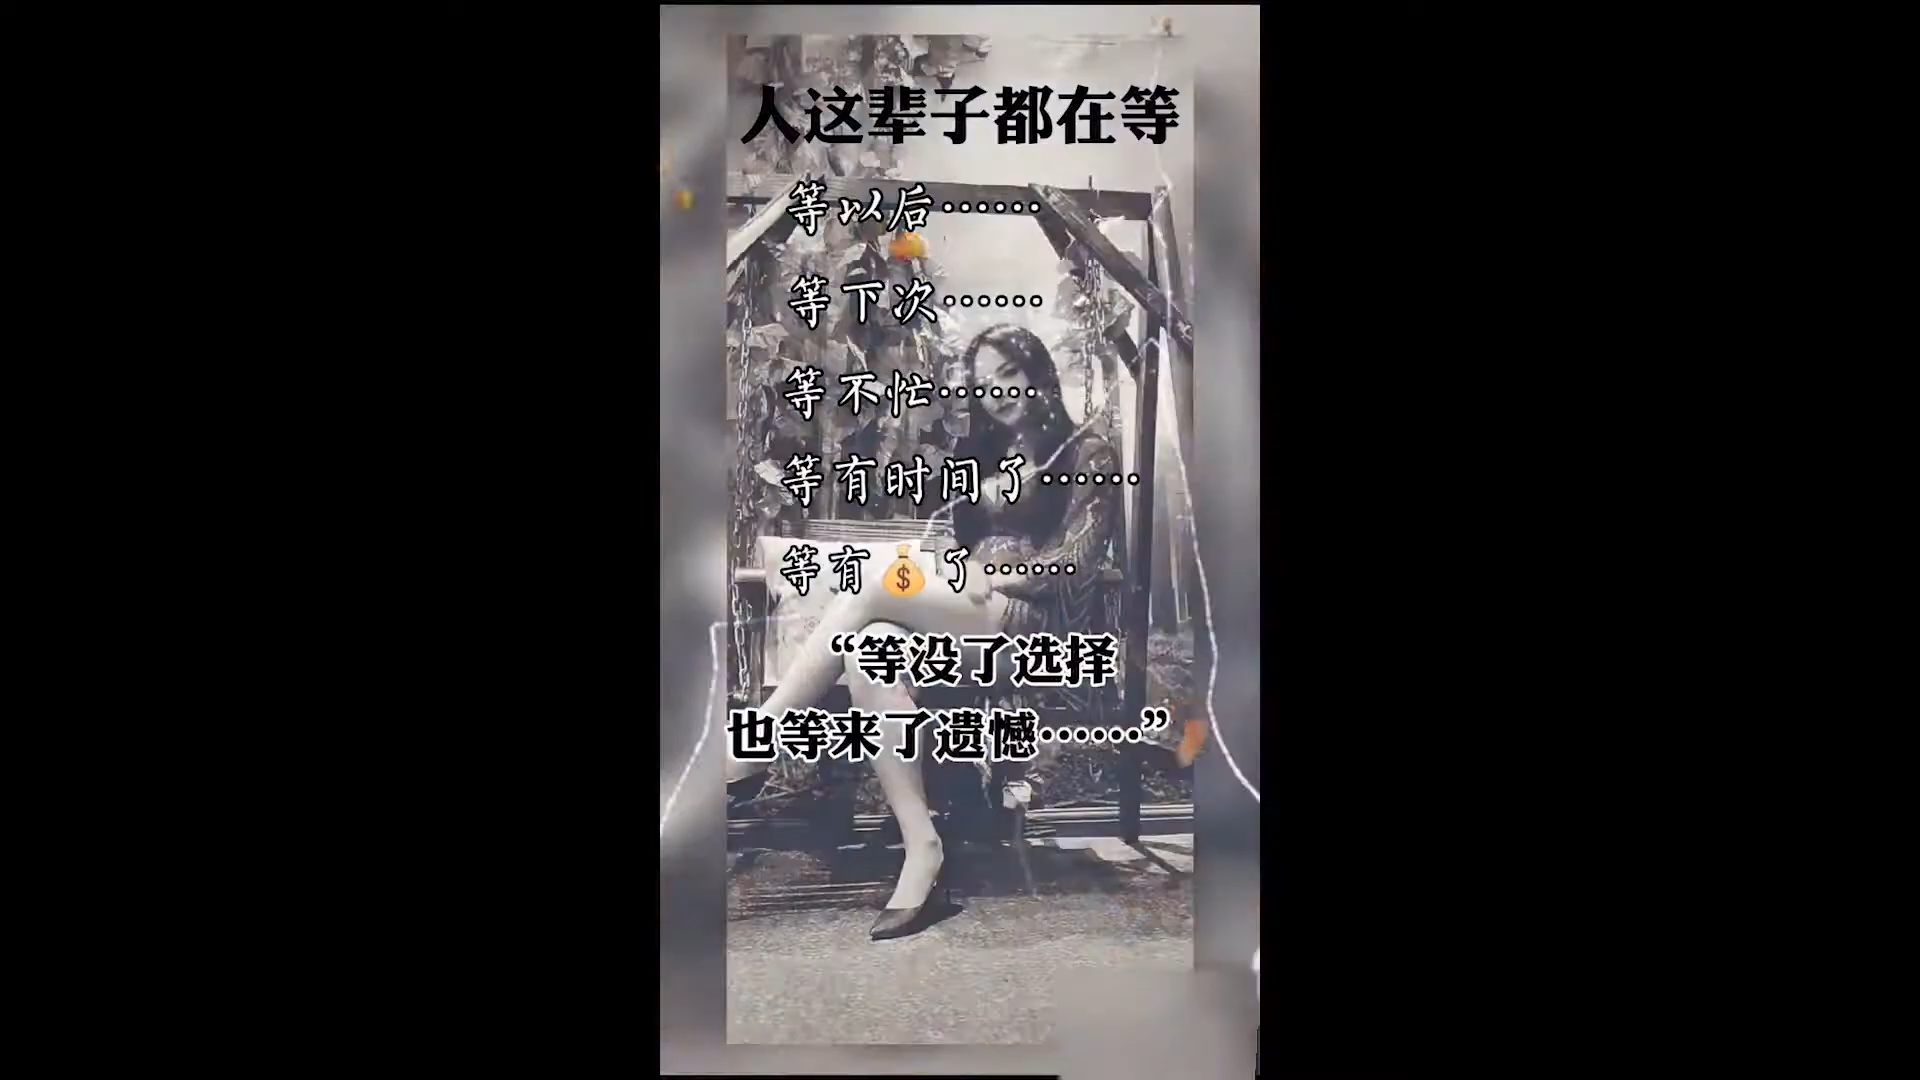 人这辈子都在等
等以后……
等下次……
等不忙……
等有时间了……
等有💰了……
“等没了选择
也等来了遗憾……”